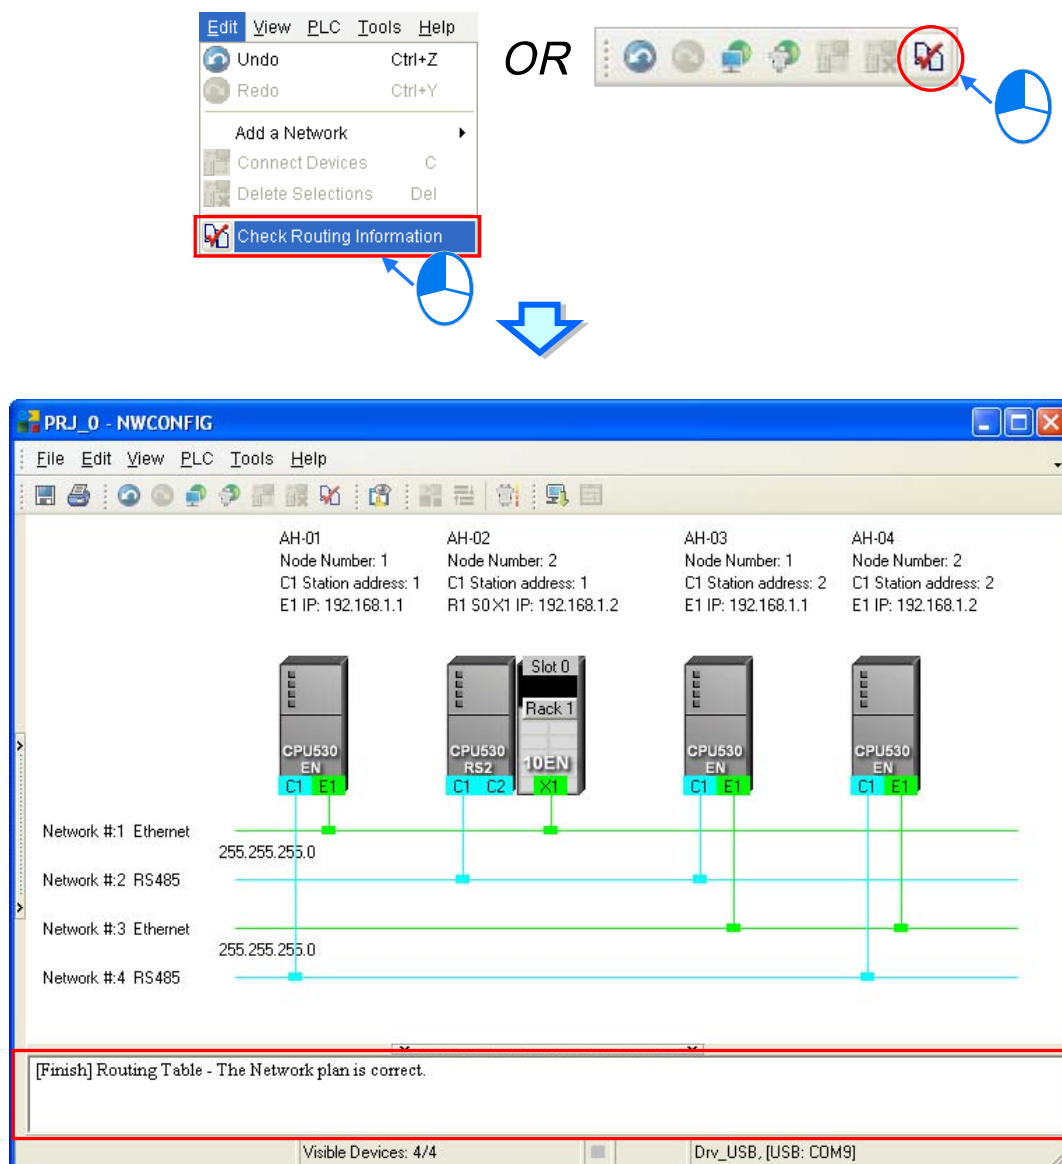 Edit View PLC Tools Help
Undo Ctrl+Z
Redo Ctrl+Y
Add a Network
Connect Devices C
Delete Selections Del
Check Routing Information
OR
PRJ_0 - NWCONFIG
File Edit View PLC Tools Help
AH-01 AH-02 AH-03 AH-04
Node Number: 1 Node Number: 2 Node Number: 1 Node Number: 2
C1 Station address: 1 C1 Station address: 1 C1 Station address: 2 C1 Station address: 2
E1 IP: 192.168.1.1 R1 S0 X1 IP: 192.168.1.2 E1 IP: 192.168.1.1 E1 IP: 192.168.1.2
Slot 0
Rack 1
CPU530 CPU530 10EN CPU530 CPU530
EN RS2 EN EN
C1 E1 C1 C2 X1 C1 E1 C1 E1
Network #:1 Ethernet
255.255.255.0
Network #:2 RS485
Network #:3 Ethernet
255.255.255.0
Network #:4 RS485
[Finish] Routing Table - The Network plan is correct.
Visible Devices: 4/4 Drv_USB, [USB: COM9]